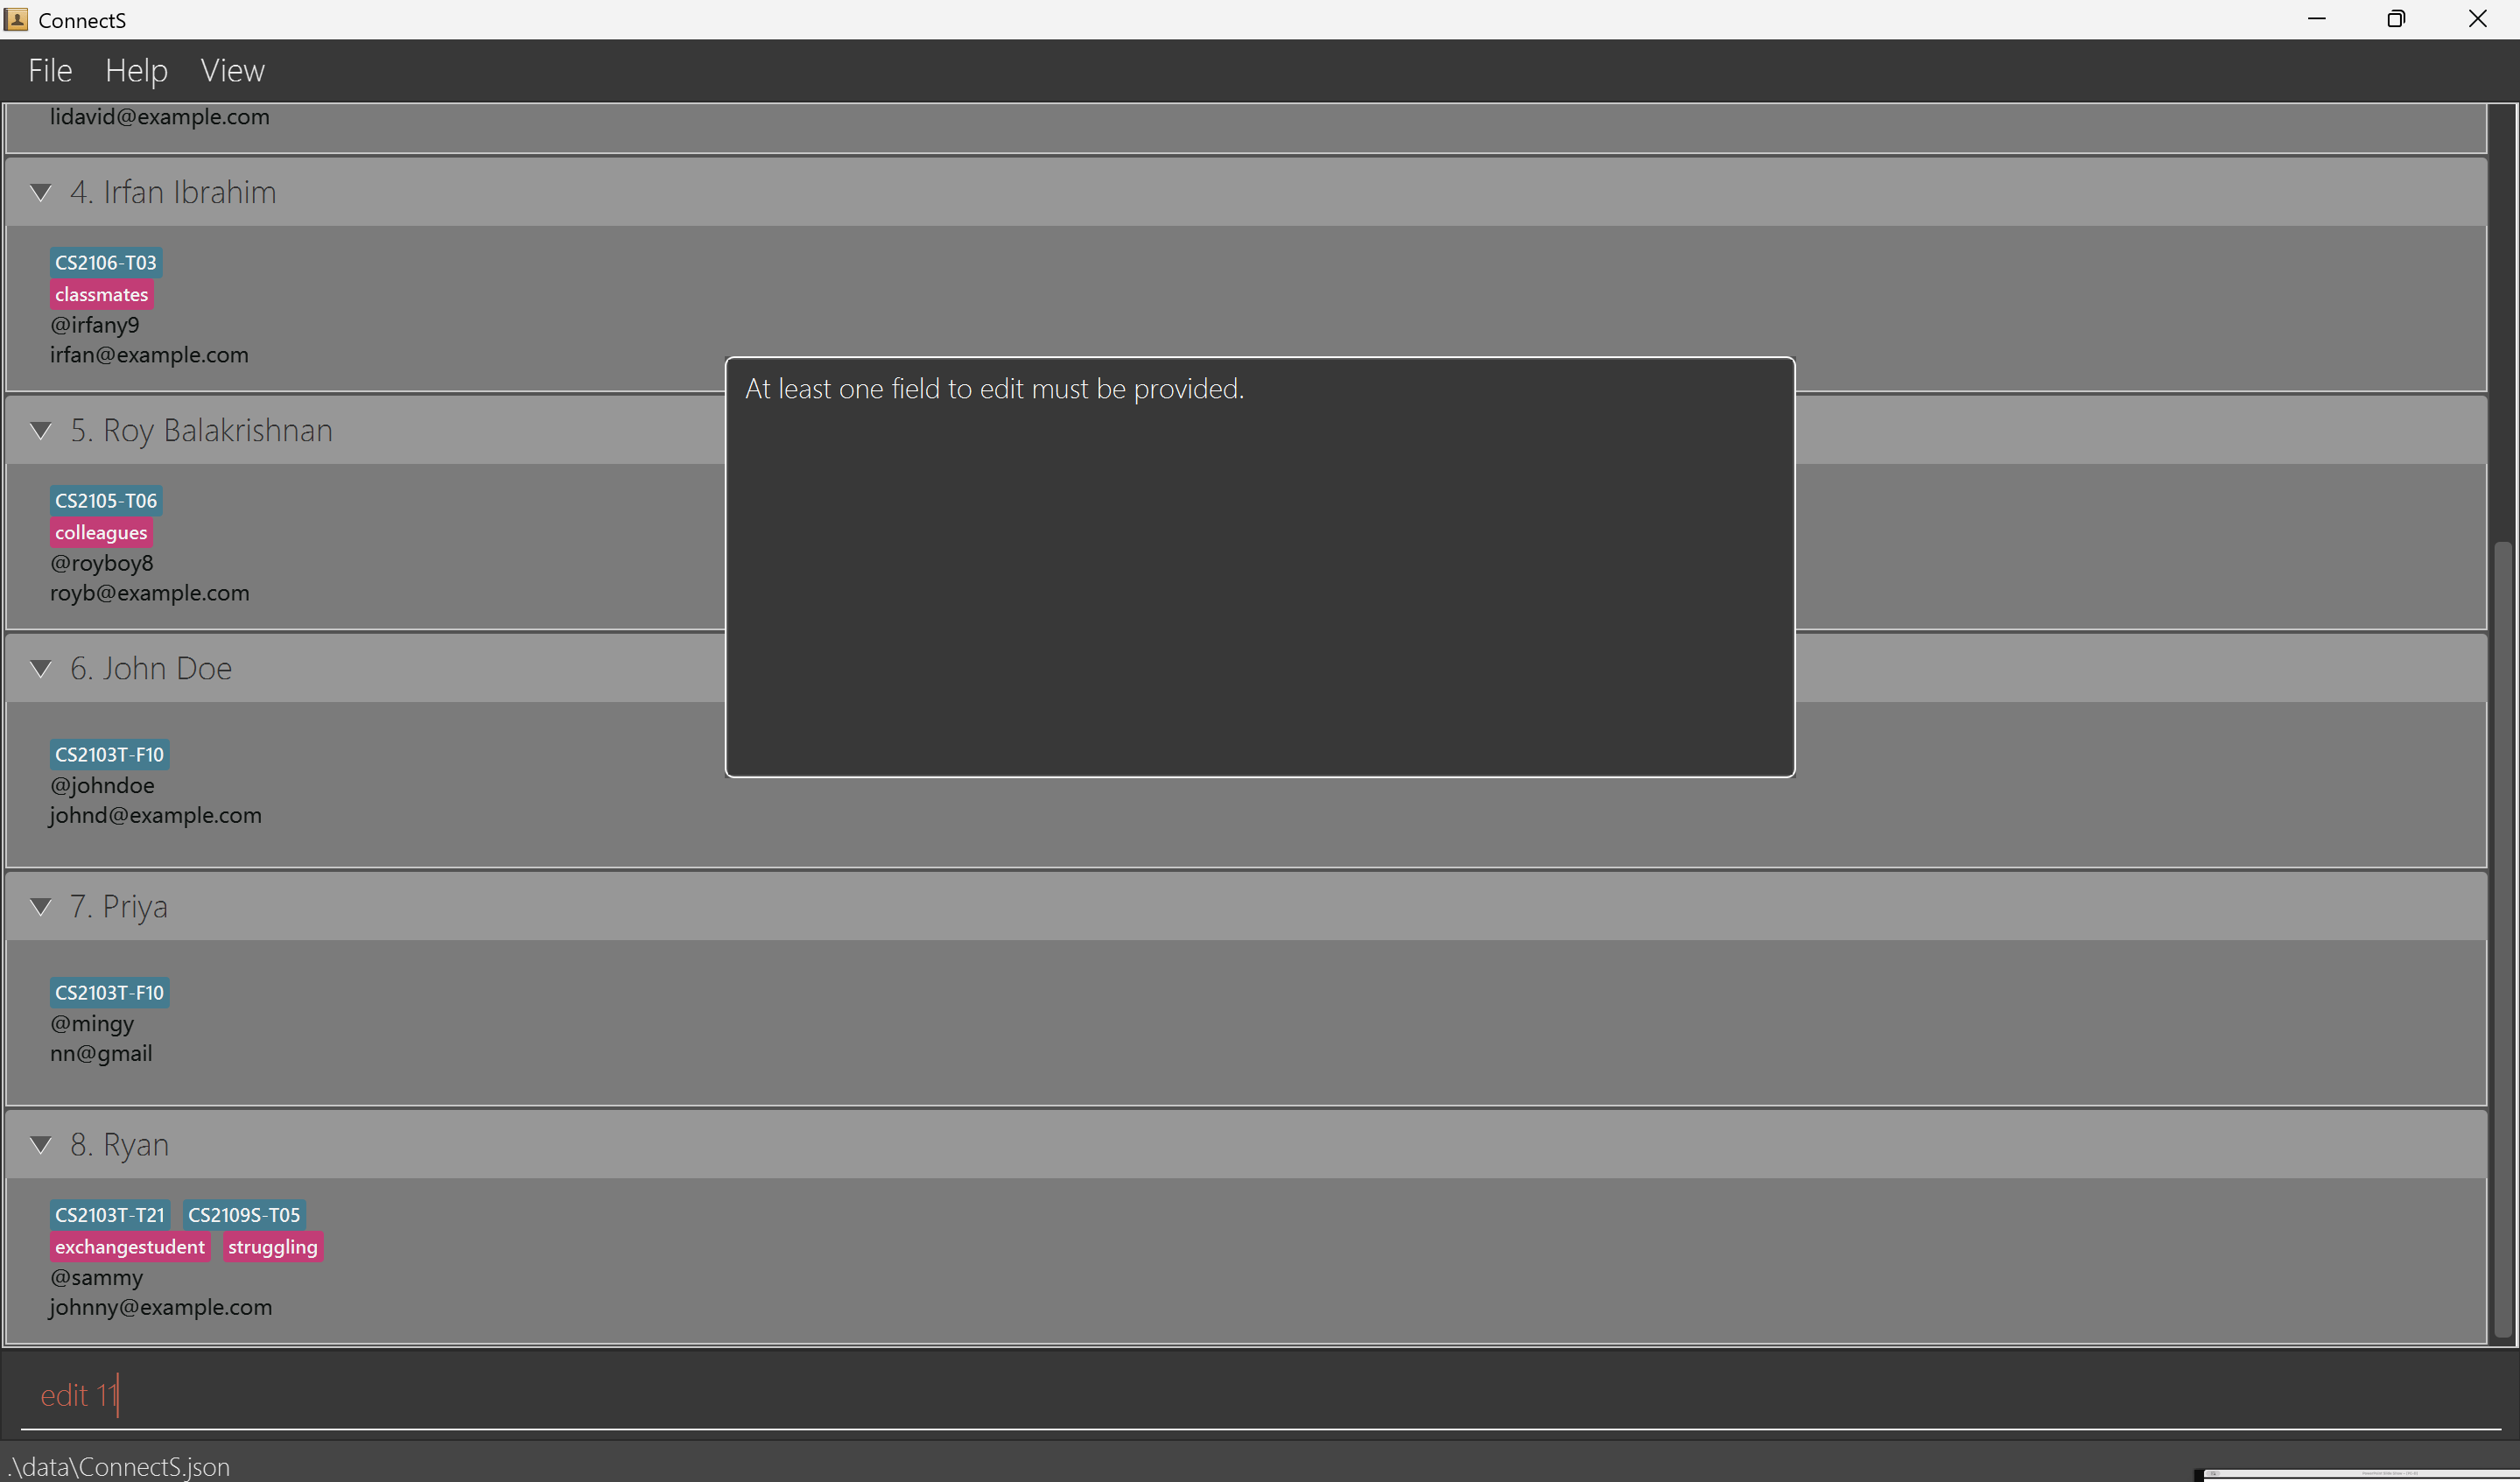 ConnectS
File Help View
lidavid@example.com
4. Irfan Ibrahim
CS2106-T03
classmates
@irfany9
irfan@example.com
At least one field to edit must be provided.
5. Roy Balakrishnan
CS2105-T06
colleagues
@royboy8
royb@example.com
6. John Doe
CS2103T-F10
@johndoe
johnd@example.com
7. Priya
CS2103T-F10
@mingy
nn@gmail
8. Ryan
CS2103T-T21 CS2109S-T05
exchangestudent struggling
@sammy
johnny@example.com
edit 11
.\data\ConnectS.json